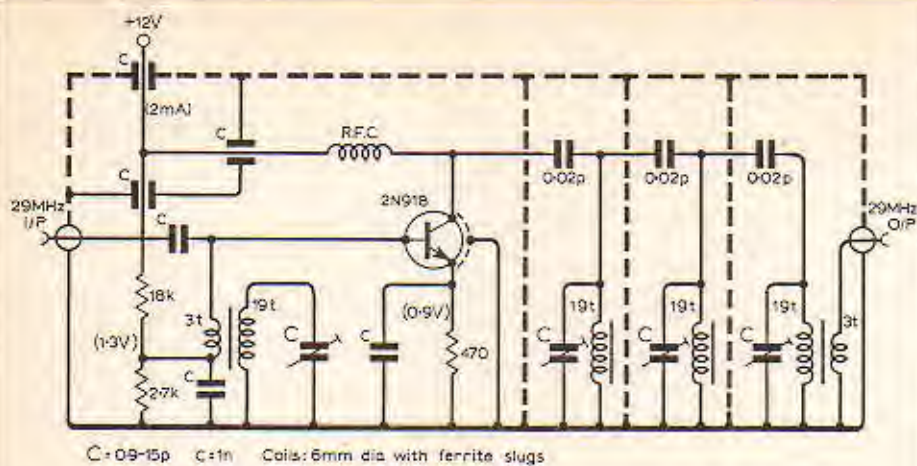 +12V
C
(2mA)
C
R.F.C.
C
0·02p
0·02p
0·02p
29MHz
I/P
2N918
29MHz
O/P
C
18k
3t
19t
(0·9V)
19t
19t
19t
3t
(1·3V)
C
C
C
470
C
C
C
2·7k
C=0·9-15p C=1n Coils: 6mm dia with ferrite slugs